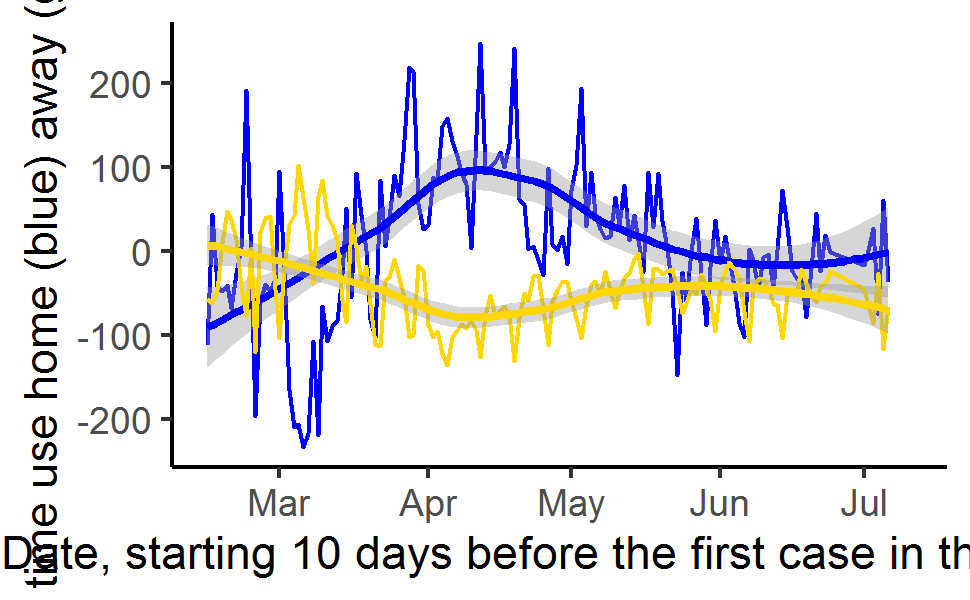 time use home (blue) away (
200
100
0
-100
-200
Mar Apr May Jun Jul
Date, starting 10 days before the first case in th